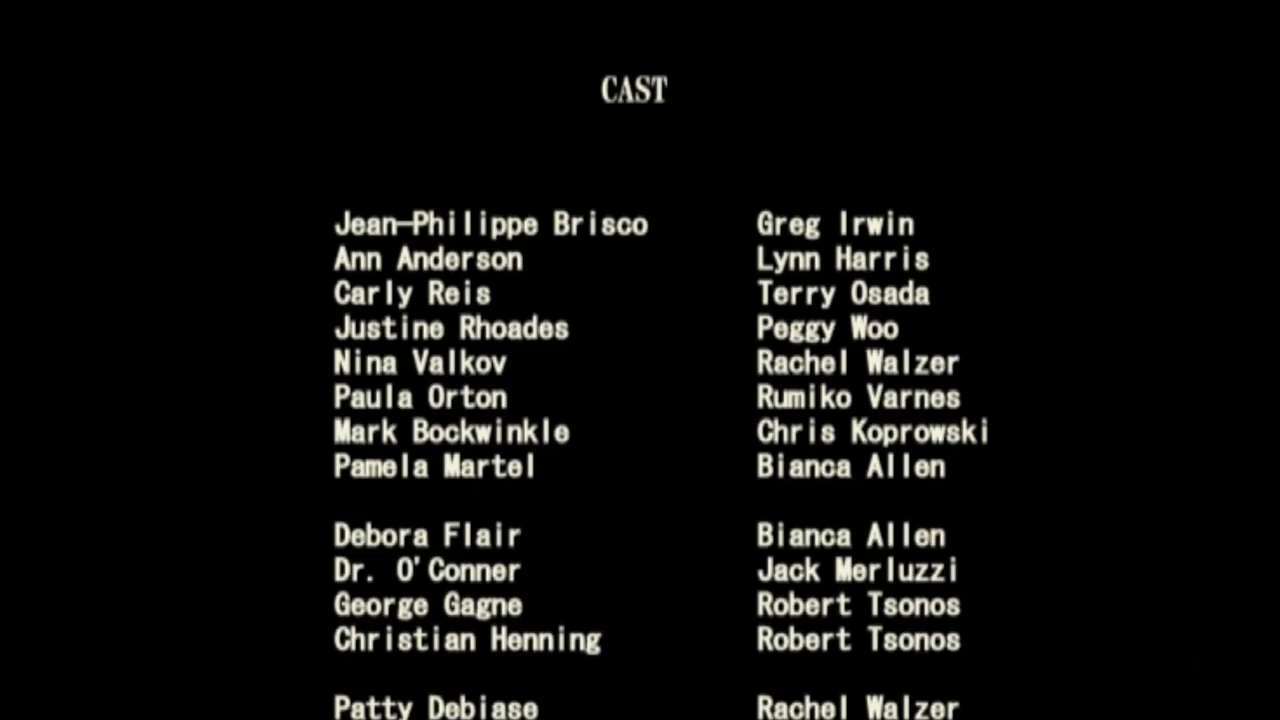 CAST
Jean-Philippe Brisco Greg Irwin
Ann Anderson Lynn Harris
Carly Reis Terry Osada
Justine Rhoades Peggy Woo
Nina Valkov Rachel Walzer
Paula Orton Rumiko Varnes
Mark Bockwinkle Chris Koprowski
Pamela Martel Bianca Allen
Debora Flair Bianca Allen
Dr. O'Conner Jack Merluzzi
George Gagne Robert Tsonos
Christian Henning Robert Tsonos
Patty Debiase Rachel Walzer